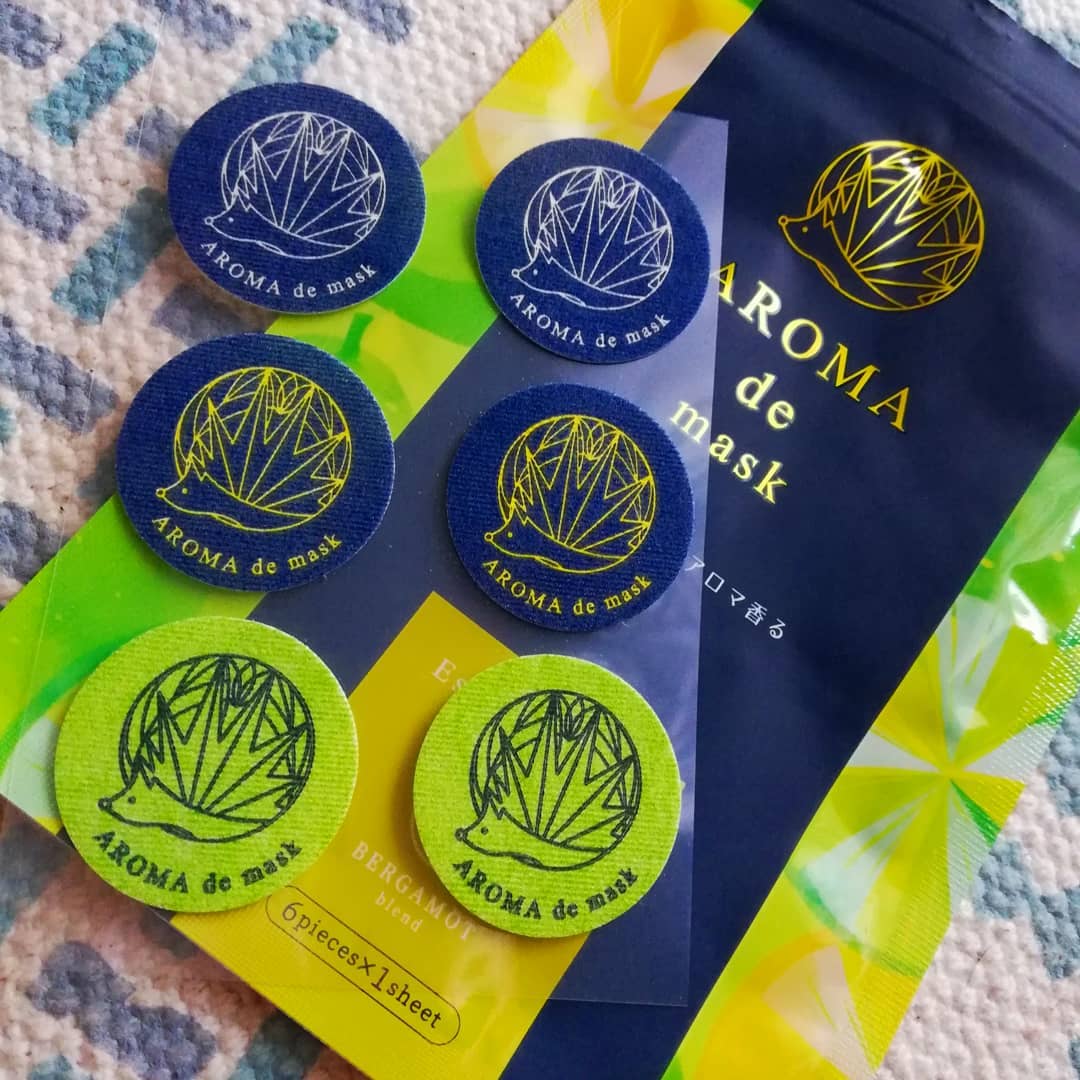 AROMA de mask
AROMA de mask
AROMA de mask
AROMA de mask
AROMA de mask
AROMA de mask
AROMA
de
mask
アロマ香る
BERGAMOT
blend
6pieces×1sheet